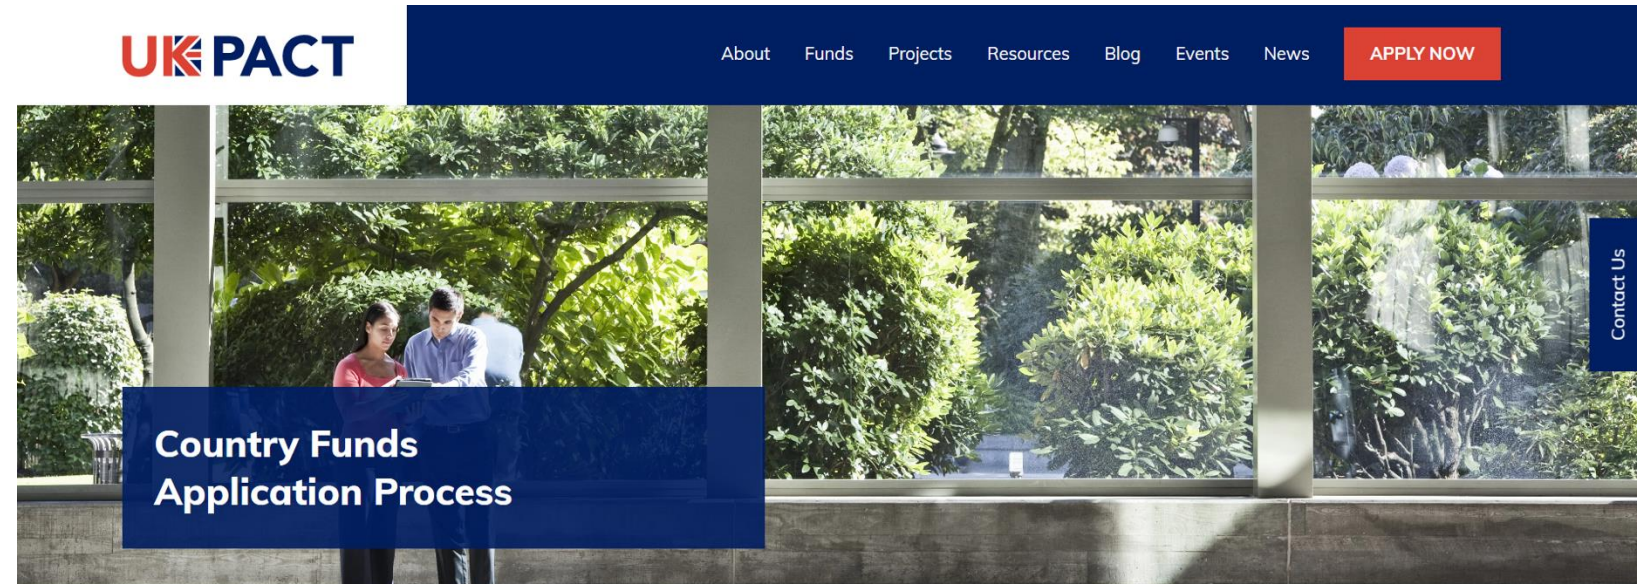 UK PACT
About Funds Projects Resources Blog Events News APPLY NOW
Contact Us
Country Funds
Application Process